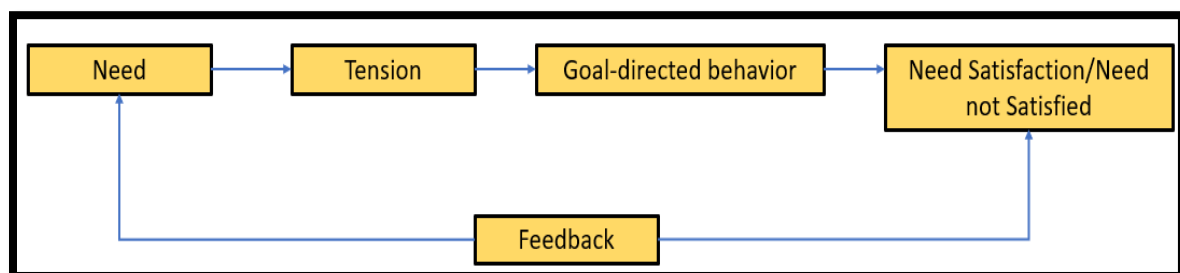 Need
Tension
Goal-directed behavior
Need Satisfaction/Need
not Satisfied
Feedback